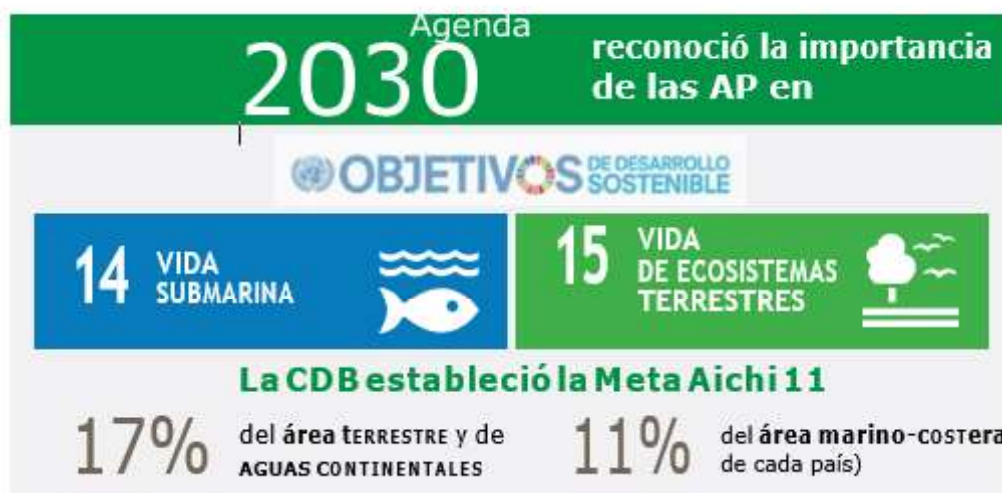 Agenda
2030
reconoció la importancia
de las AP en
OBJETIVOS DE DESARROLLO
SOSTENIBLE
14 VIDA
SUBMARINA
15 VIDA
DE ECOSISTEMAS
TERRESTRES
La CDB estableció la Meta Aichi 11
17% del área tERRESTRE y de
AGUAS CONTINENTALES
11% del área marino-cosTera
de cada país)